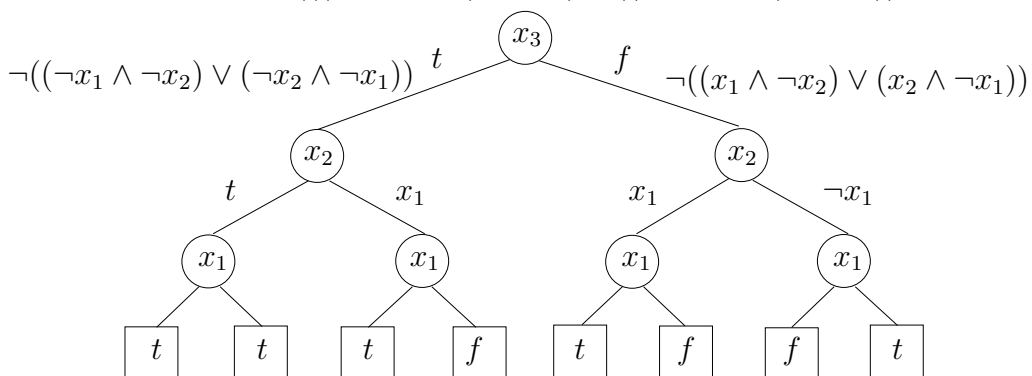 x₃
t f
¬((¬x₁ ∧ ¬x₂) ∨ (¬x₂ ∧ ¬x₁)) ¬((x₁ ∧ ¬x₂) ∨ (x₂ ∧ ¬x₁))
x₂ x₂
t x₁ x₁ ¬x₁
x₁ x₁ x₁ x₁
t t t f t f f t